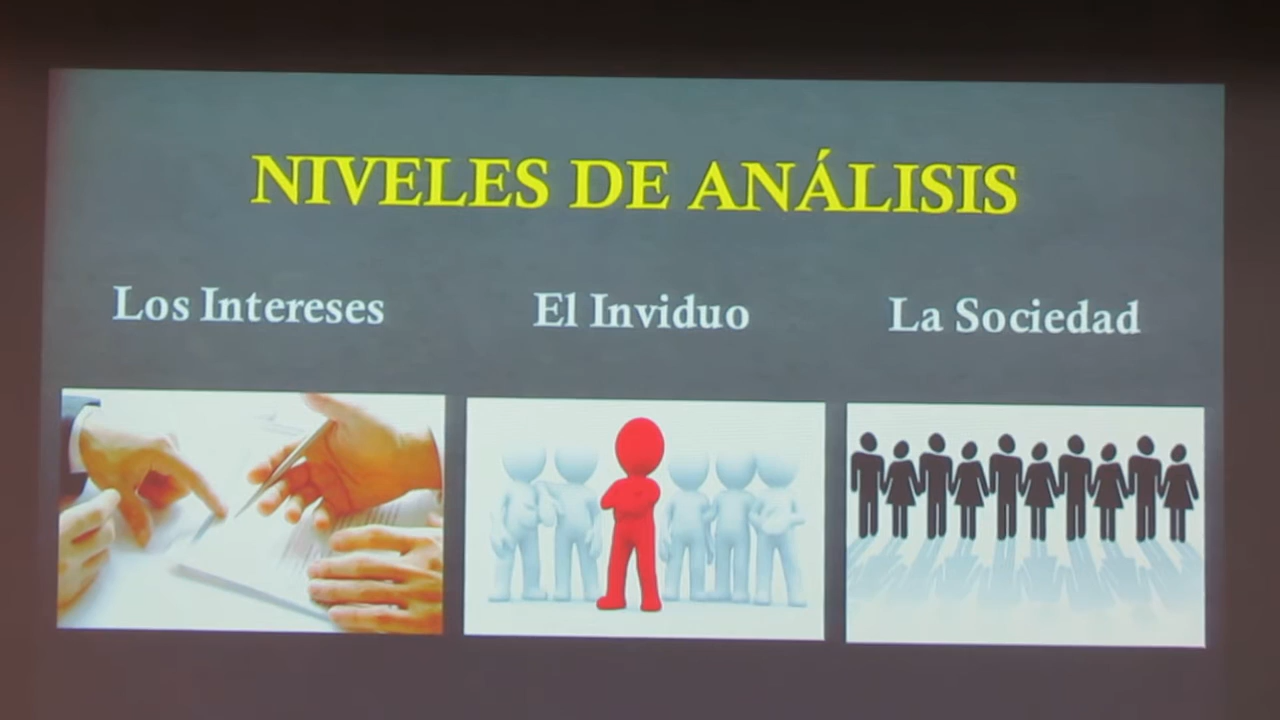 NIVELES DE ANÁLISIS
Los Intereses
El Inviduo
La Sociedad